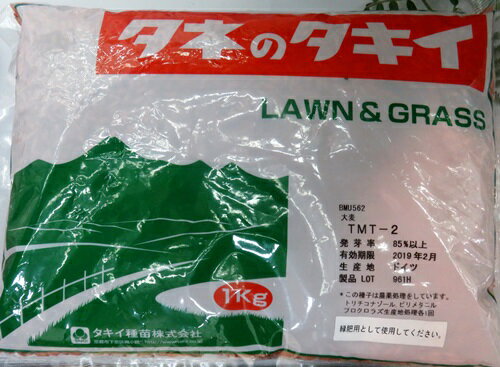 タネのタキイ
LAWN & GRASS
BMU562
大麦
TMT-2
発芽率 85%以上
有効期限 2019年2月
生産地 ドイツ
製品 LOT 961H
1Kg
*この種子は農薬処理をしています。
トリチコナゾール、ピリメタニル
プロクロラズ生産地処理各1回
緑肥用として使用してください。
タキイ種苗株式会社